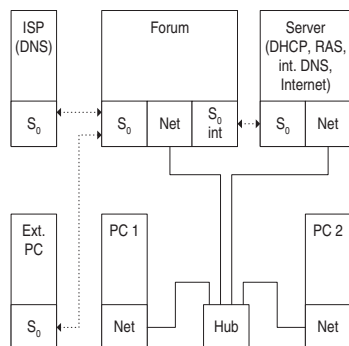 ISP
(DNS)
S₀
Forum
S₀
Net
S₀
int
Server
(DHCP, RAS,
int. DNS,
Internet)
S₀
Net
Ext.
PC
S₀
PC 1
Net
Hub
PC 2
Net